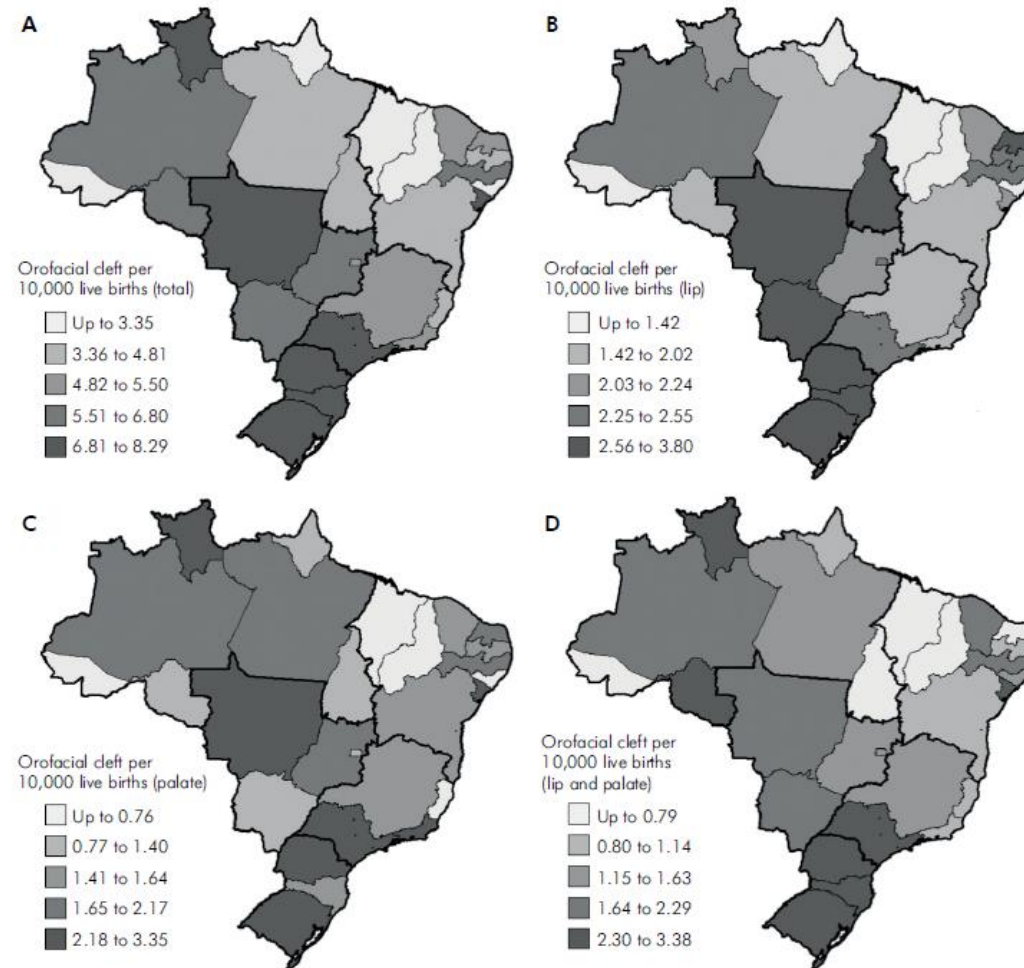 A
Orofacial cleft per
10,000 live births (total)
Up to 3.35
3.36 to 4.81
4.82 to 5.50
5.51 to 6.80
6.81 to 8.29
B
Orofacial cleft per
10,000 live births (lip)
Up to 1.42
1.42 to 2.02
2.03 to 2.24
2.25 to 2.55
2.56 to 3.80
C
Orofacial cleft per
10,000 live births (palate)
Up to 0.76
0.77 to 1.40
1.41 to 1.64
1.65 to 2.17
2.18 to 3.35
D
Orofacial cleft per
10,000 live births
(lip and palate)
Up to 0.79
0.80 to 1.14
1.15 to 1.63
1.64 to 2.29
2.30 to 3.38